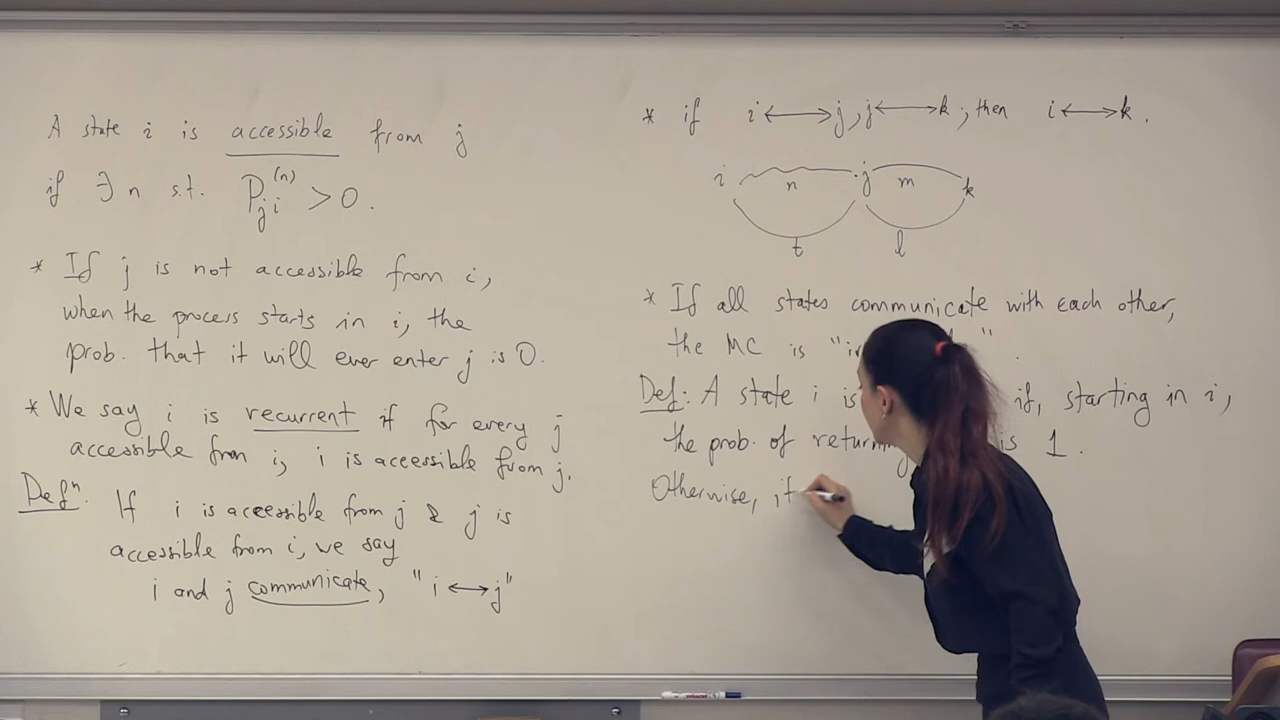 A state i is accessible from j
if ∃ n s.t. P_{ji}^{(n)} > 0.
* If j is not accessible from i,
when the process starts in i, the
prob. that it will ever enter j is 0.
* We say i is recurrent if for every j
accessible from i, i is accessible from j.
Defⁿ. If i is accessible from j & j is
accessible from i, we say
i and j communicate, "i ⟷ j"
* if i ⟷ j, j ⟷ k, then i ⟷ k.
i n j m k
t l
* If all states communicate with each other,
the MC is " ".
Def: A state i is if, starting in i,
the prob. of returning is 1.
Otherwise, it